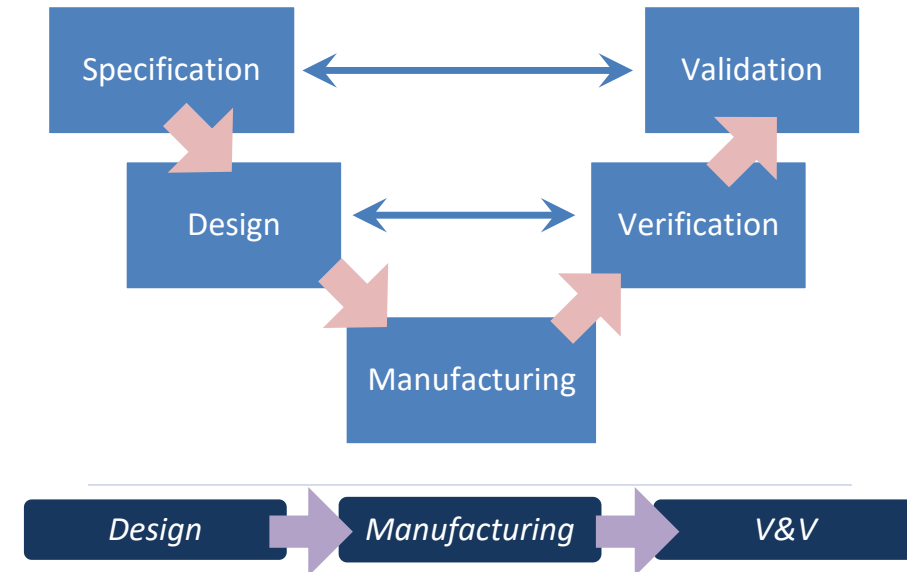 Specification
Validation
Design
Verification
Manufacturing
Design
Manufacturing
V&V